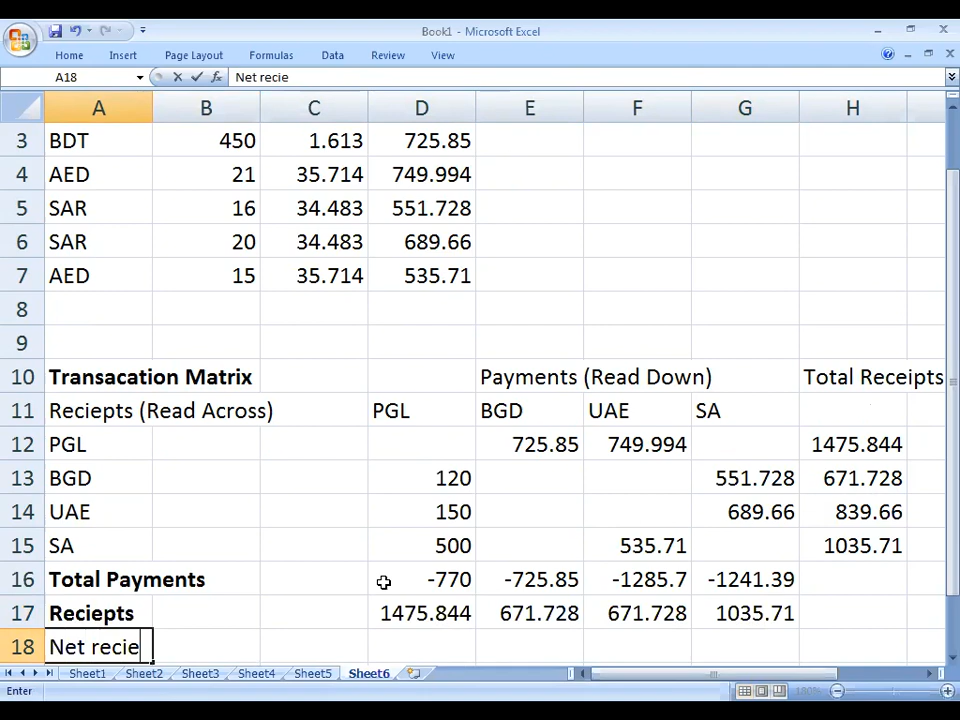 Book1 - Microsoft Excel
Home Insert Page Layout Formulas Data Review View
A18 fx Net recie
A B C D E F G H
3 BDT 450 1.613 725.85
4 AED 21 35.714 749.994
5 SAR 16 34.483 551.728
6 SAR 20 34.483 689.66
7 AED 15 35.714 535.71
8
9
10 Transacation Matrix Payments (Read Down) Total Receipts
11 Reciepts (Read Across) PGL BGD UAE SA
12 PGL 725.85 749.994 1475.844
13 BGD 120 551.728 671.728
14 UAE 150 689.66 839.66
15 SA 500 535.71 1035.71
16 Total Payments -770 -725.85 -1285.7 -1241.39
17 Reciepts 1475.844 671.728 671.728 1035.71
18 Net recie
Sheet1 Sheet2 Sheet3 Sheet4 Sheet5 Sheet6
Enter 180%